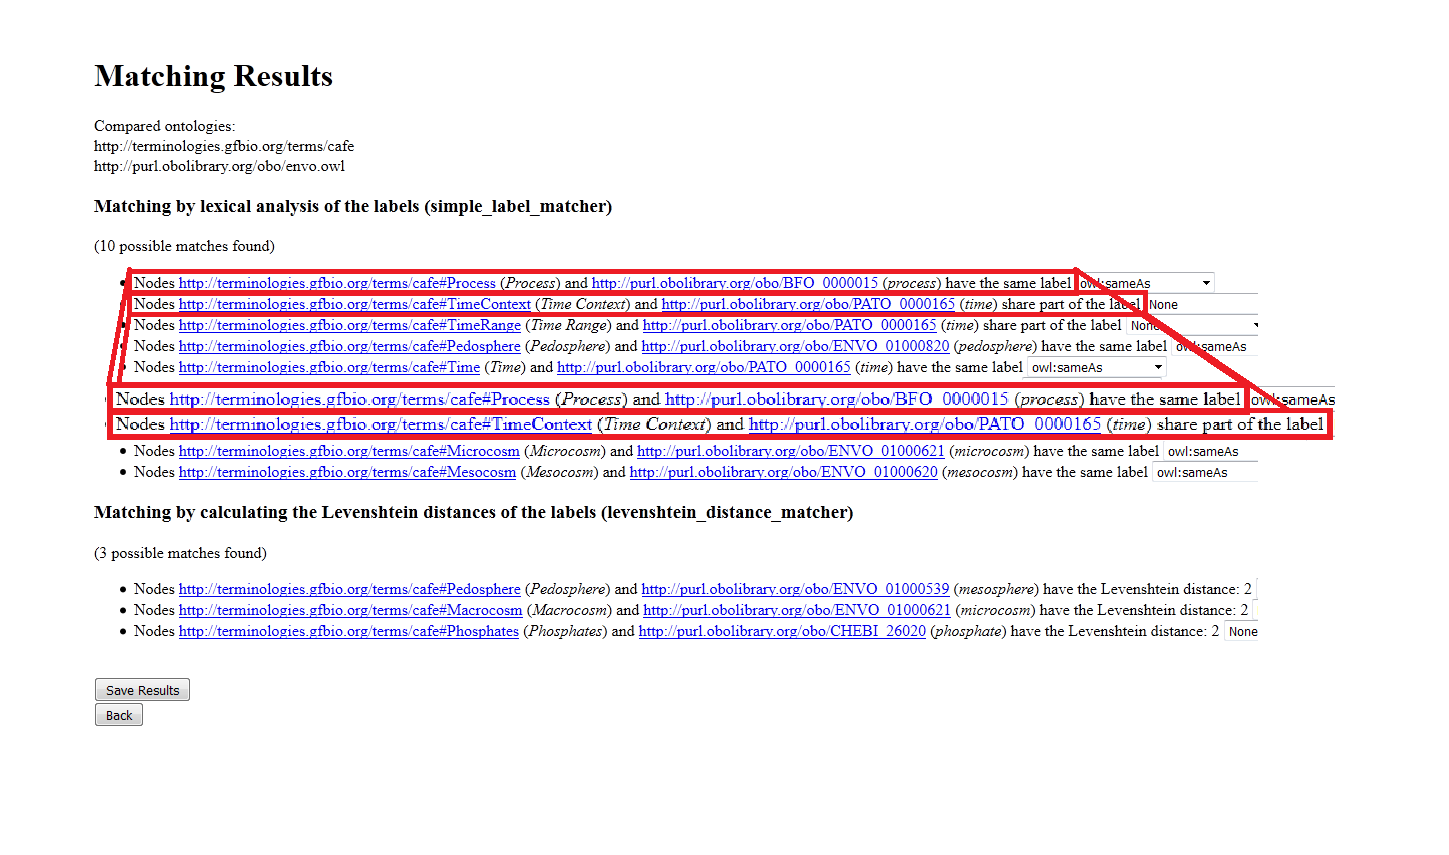 Matching Results
Compared ontologies:
http://terminologies.gfbio.org/terms/cafe
http://purl.obolibrary.org/obo/envo.owl
Matching by lexical analysis of the labels (simple_label_matcher)
(10 possible matches found)
Nodes http://terminologies.gfbio.org/terms/cafe#Process (Process) and http://purl.obolibrary.org/obo/BFO_0000015 (process) have the same label owl:sameAs
Nodes http://terminologies.gfbio.org/terms/cafe#TimeContext (Time Context) and http://purl.obolibrary.org/obo/PATO_0000165 (time) share part of the label None
Nodes http://terminologies.gfbio.org/terms/cafe#TimeRange (Time Range) and http://purl.obolibrary.org/obo/PATO_0000165 (time) share part of the label None
Nodes http://terminologies.gfbio.org/terms/cafe#Pedosphere (Pedosphere) and http://purl.obolibrary.org/obo/ENVO_01000820 (pedosphere) have the same label owl:sameAs
Nodes http://terminologies.gfbio.org/terms/cafe#Time (Time) and http://purl.obolibrary.org/obo/PATO_0000165 (time) have the same label owl:sameAs
Nodes http://terminologies.gfbio.org/terms/cafe#Process (Process) and http://purl.obolibrary.org/obo/BFO_0000015 (process) have the same label owl:sameAs
Nodes http://terminologies.gfbio.org/terms/cafe#TimeContext (Time Context) and http://purl.obolibrary.org/obo/PATO_0000165 (time) share part of the label
Nodes http://terminologies.gfbio.org/terms/cafe#Microcosm (Microcosm) and http://purl.obolibrary.org/obo/ENVO_01000621 (microcosm) have the same label owl:sameAs
Nodes http://terminologies.gfbio.org/terms/cafe#Mesocosm (Mesocosm) and http://purl.obolibrary.org/obo/ENVO_01000620 (mesocosm) have the same label owl:sameAs
Matching by calculating the Levenshtein distances of the labels (levenshtein_distance_matcher)
(3 possible matches found)
Nodes http://terminologies.gfbio.org/terms/cafe#Pedosphere (Pedosphere) and http://purl.obolibrary.org/obo/ENVO_01000539 (mesosphere) have the Levenshtein distance: 2
Nodes http://terminologies.gfbio.org/terms/cafe#Macrocosm (Macrocosm) and http://purl.obolibrary.org/obo/ENVO_01000621 (microcosm) have the Levenshtein distance: 2
Nodes http://terminologies.gfbio.org/terms/cafe#Phosphates (Phosphates) and http://purl.obolibrary.org/obo/CHEBI_26020 (phosphate) have the Levenshtein distance: 2 None
Save Results
Back